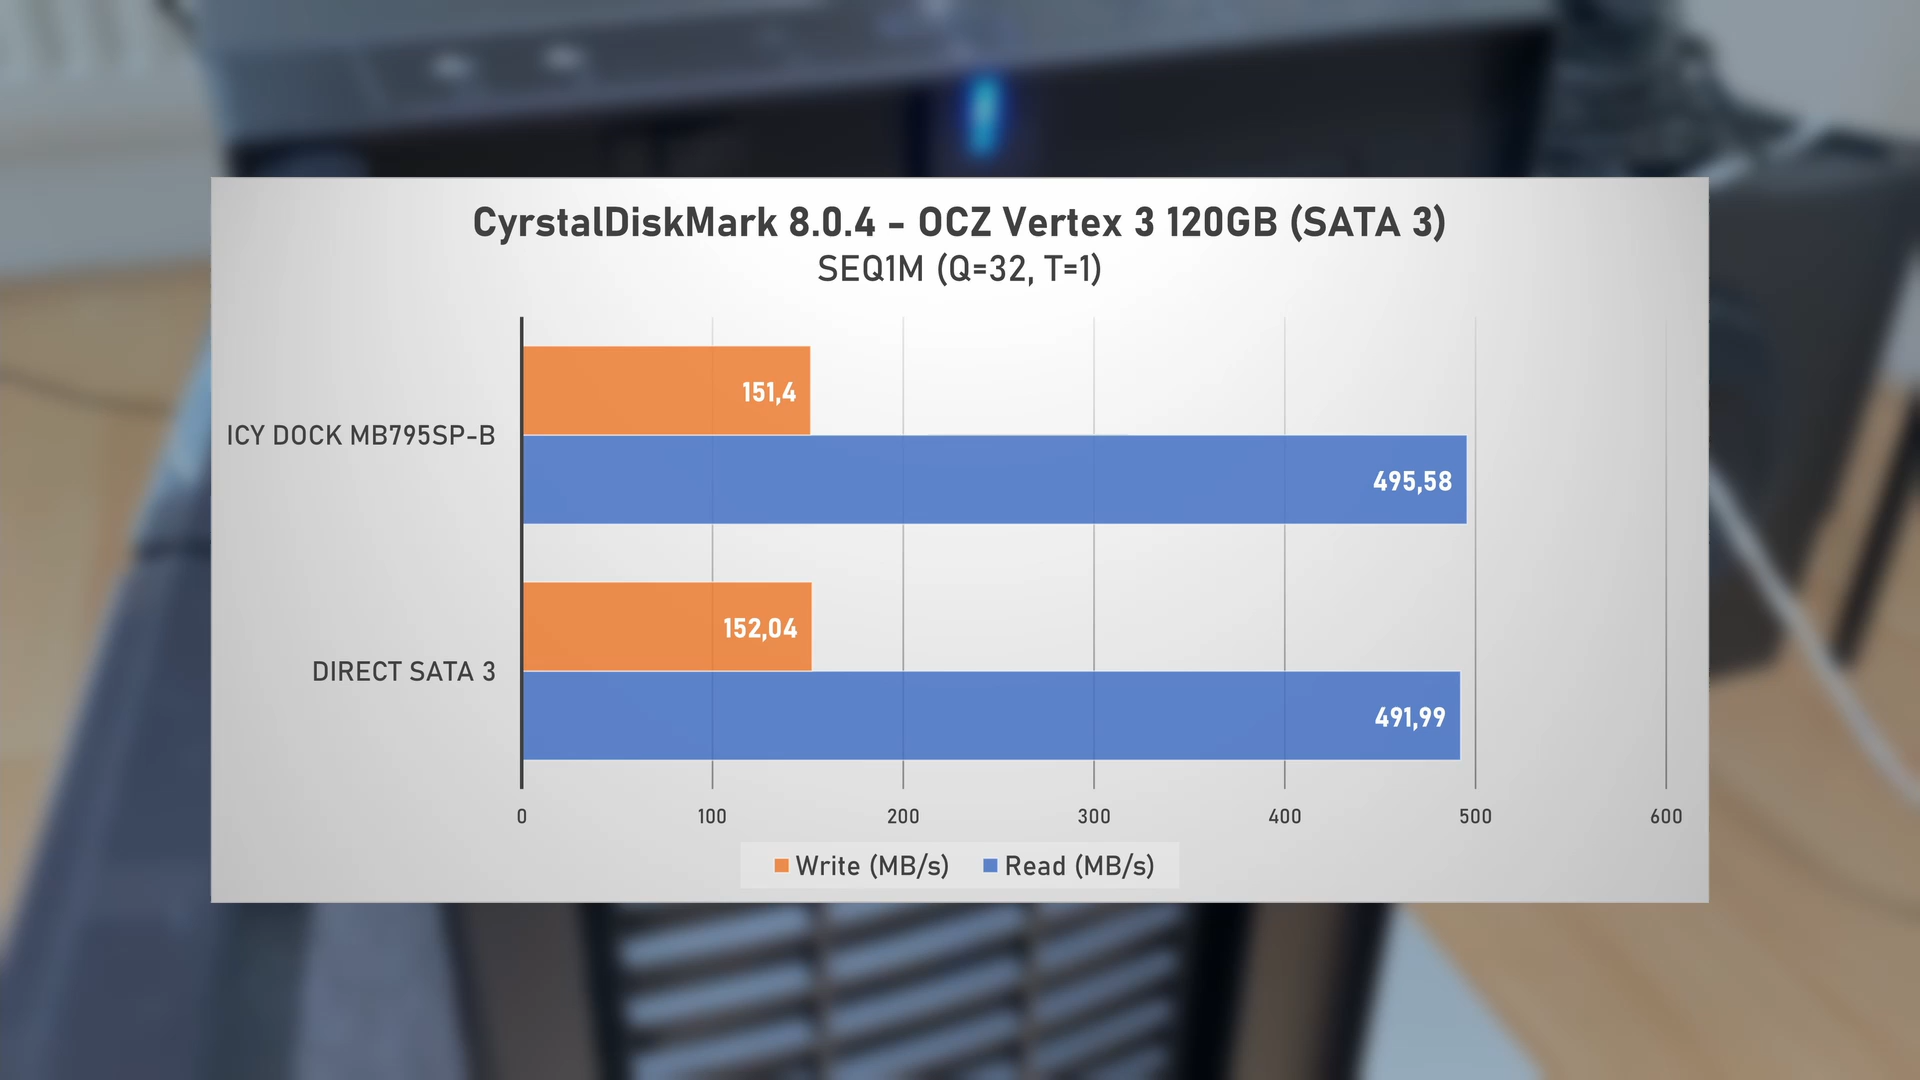 CyrstalDiskMark 8.0.4 - OCZ Vertex 3 120GB (SATA 3)
SEQ1M (Q=32, T=1)
151,4
ICY DOCK MB795SP-B
495,58
152,04
DIRECT SATA 3
491,99
0 100 200 300 400 500 600
Write (MB/s) Read (MB/s)